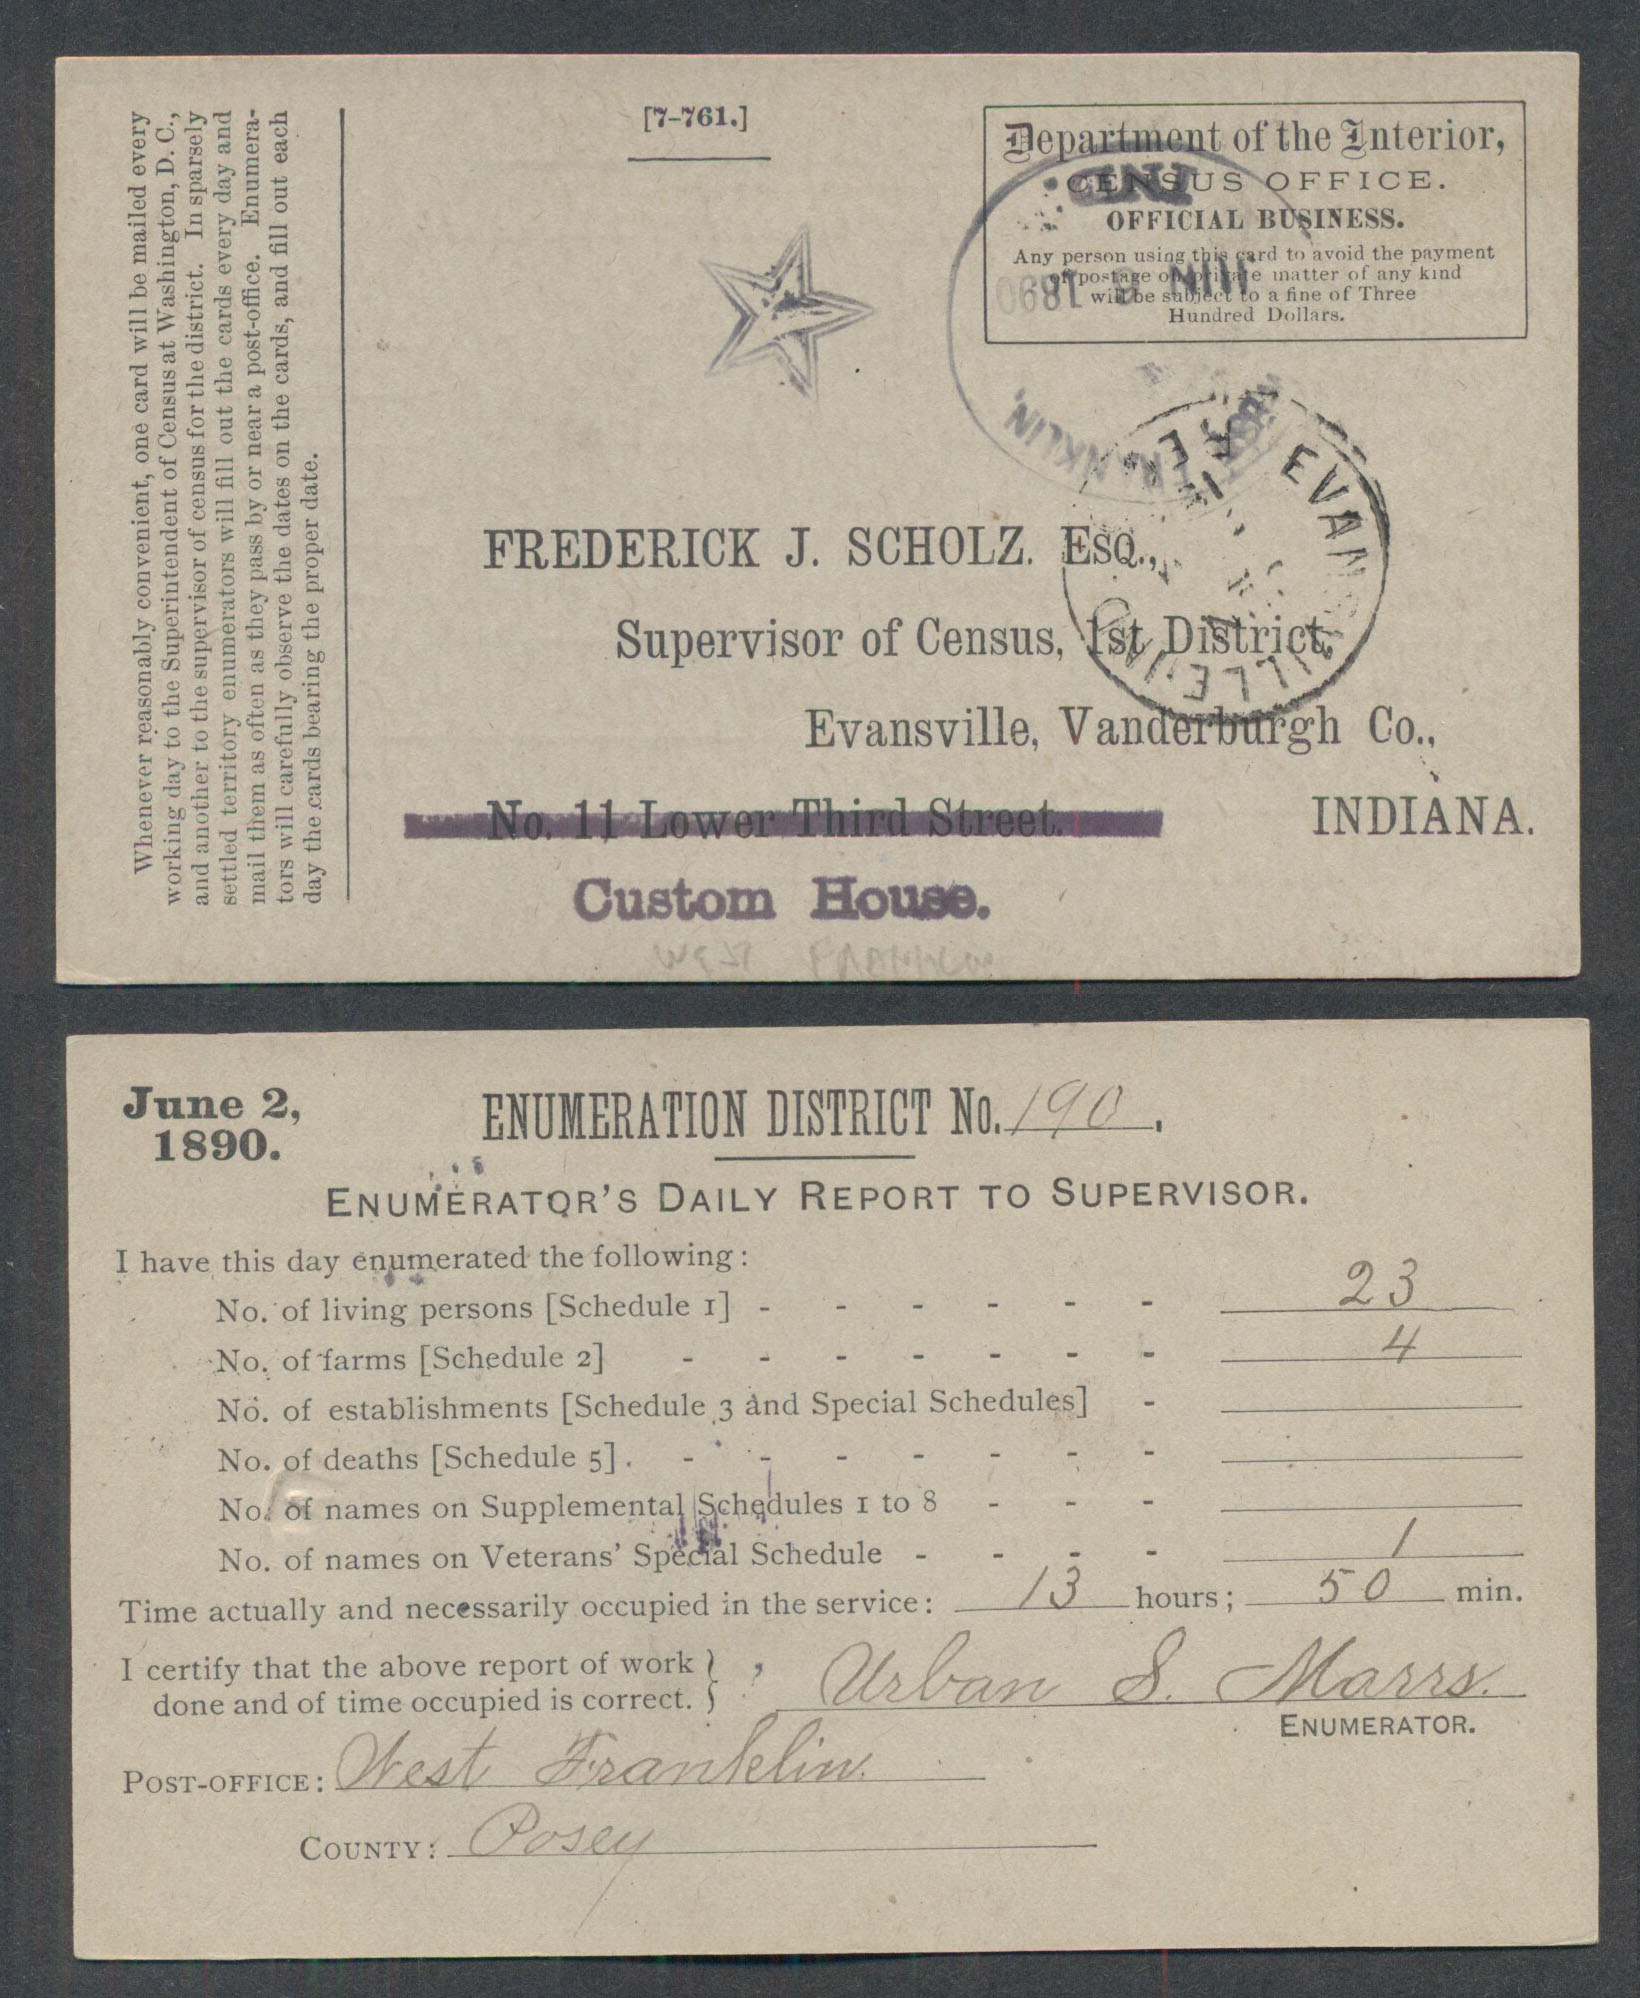 Whenever reasonably convenient, one card will be mailed every
working day to the Superintendent of Census at Washington, D. C.,
and another to the supervisor of census for the district. In sparsely
settled territory enumerators will fill out the cards every day and
mail them as often as they pass by or near a post-office. Enumera-
tors will carefully observe the dates on the cards, and fill out each
day the cards bearing the proper date.
[7-761.]
Department of the Interior,
CENSUS OFFICE.
OFFICIAL BUSINESS.
Any person using this card to avoid the payment
of postage on private matter of any kind
will be subject to a fine of Three
Hundred Dollars.
IND
JUN 1890
FRANKLIN
EVANSVILLE IND
REC
FREDERICK J. SCHOLZ. ESQ.,
Supervisor of Census, 1st District,
Evansville, Vanderburgh Co.,
No. 11 Lower Third Street. INDIANA.
Custom House.
June 2,
1890.
ENUMERATION DISTRICT No. 190.
ENUMERATOR'S DAILY REPORT TO SUPERVISOR.
I have this day enumerated the following:
No. of living persons [Schedule 1] - - - - - - 23
No. of farms [Schedule 2] - - - - - - - 4
No. of establishments [Schedule 3 and Special Schedules] -
No. of deaths [Schedule 5]. - - - - - - -
No. of names on Supplemental Schedules 1 to 8 - - -
No. of names on Veterans' Special Schedule - - - - 1
Time actually and necessarily occupied in the service: 13 hours; 50 min.
I certify that the above report of work
done and of time occupied is correct. Urban S. Marrs.
ENUMERATOR.
POST-OFFICE: West Franklin.
COUNTY: Posey